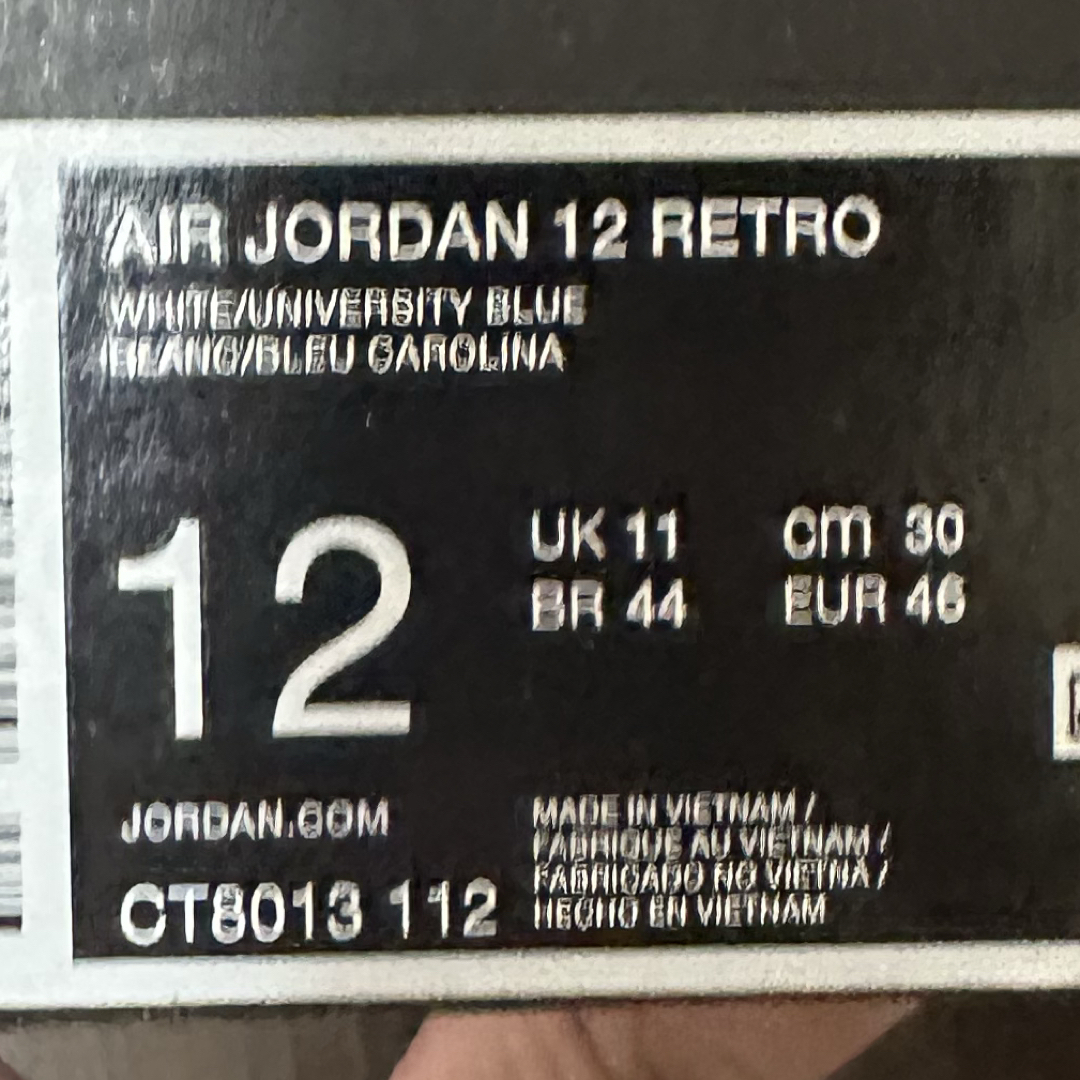 AIR JORDAN 12 RETRO
WHITE/UNIVERSITY BLUE
BLANC/BLEU CAROLINA
12
UK 11
cm 30
BR 44
EUR 46
JORDAN.COM
CT8013 112
MADE IN VIETNAM /
FABRIQUE AU VIETNAM /
FABRICADO NO VIETNA /
HECHO EN VIETNAM